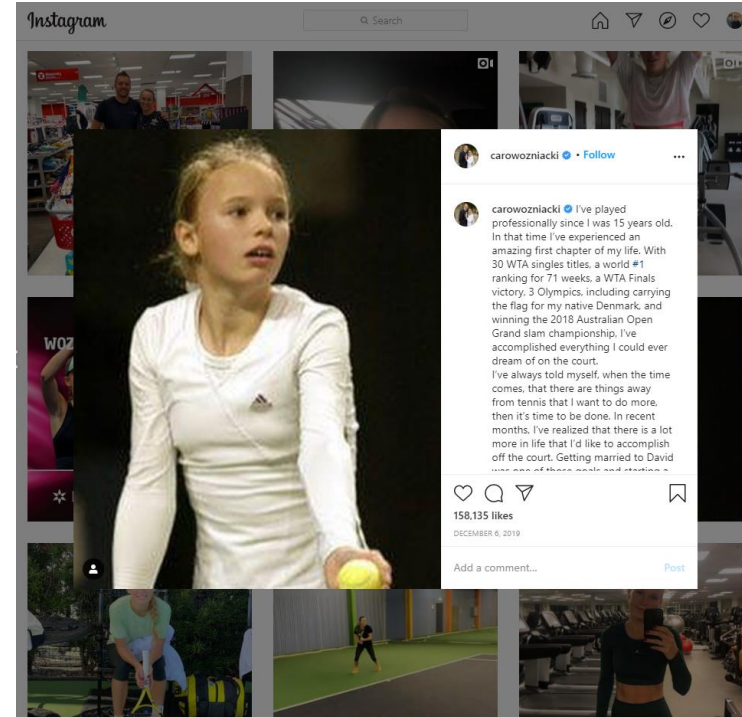 Instagram
Search
WOZ
carowozniacki • Follow
carowozniacki I've played
professionally since I was 15 years old.
In that time I've experienced an
amazing first chapter of my life. With
30 WTA singles titles, a world #1
ranking for 71 weeks, a WTA Finals
victory, 3 Olympics, including carrying
the flag for my native Denmark, and
winning the 2018 Australian Open
Grand slam championship, I've
accomplished everything I could ever
dream of on the court.
I've always told myself, when the time
comes, that there are things away
from tennis that I want to do more,
then it's time to be done. In recent
months, I've realized that there is a lot
more in life that I'd like to accomplish
off the court. Getting married to David
was one of those goals and starting a
158,135 likes
DECEMBER 6, 2019
Add a comment... Post